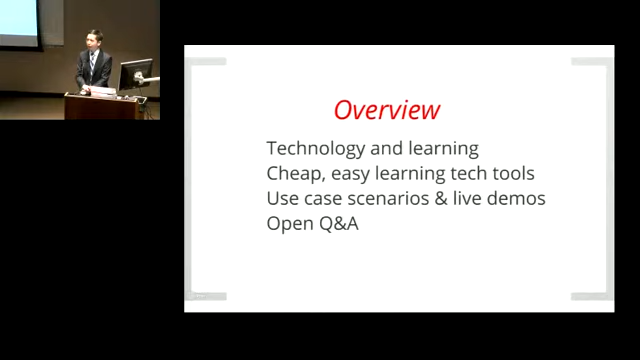 Overview
Technology and learning
Cheap, easy learning tech tools
Use case scenarios & live demos
Open Q&A